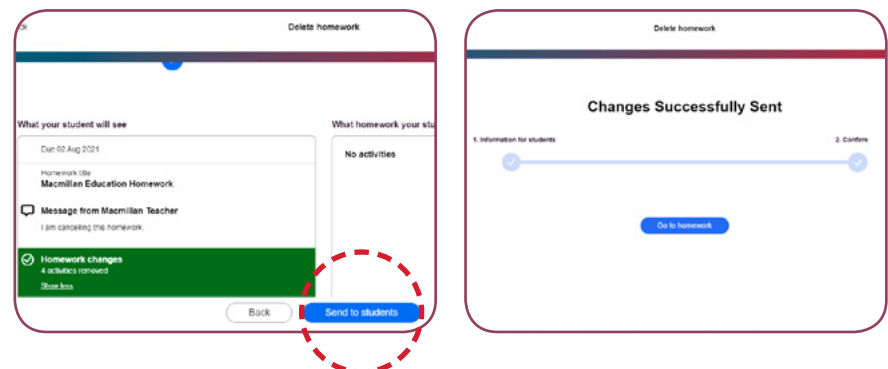 ck
Delete homework
What your student will see
What homework your stu
Due 02 Aug 2021
Homework title
Macmillan Education Homework
Message from Macmillan Teacher
I am canceling this homework.
Homework changes
4 activities removed
Show less
No activities
Back
Send to students
Delete homework
Changes Successfully Sent
1. Information for students
2. Confirm
Go to homework